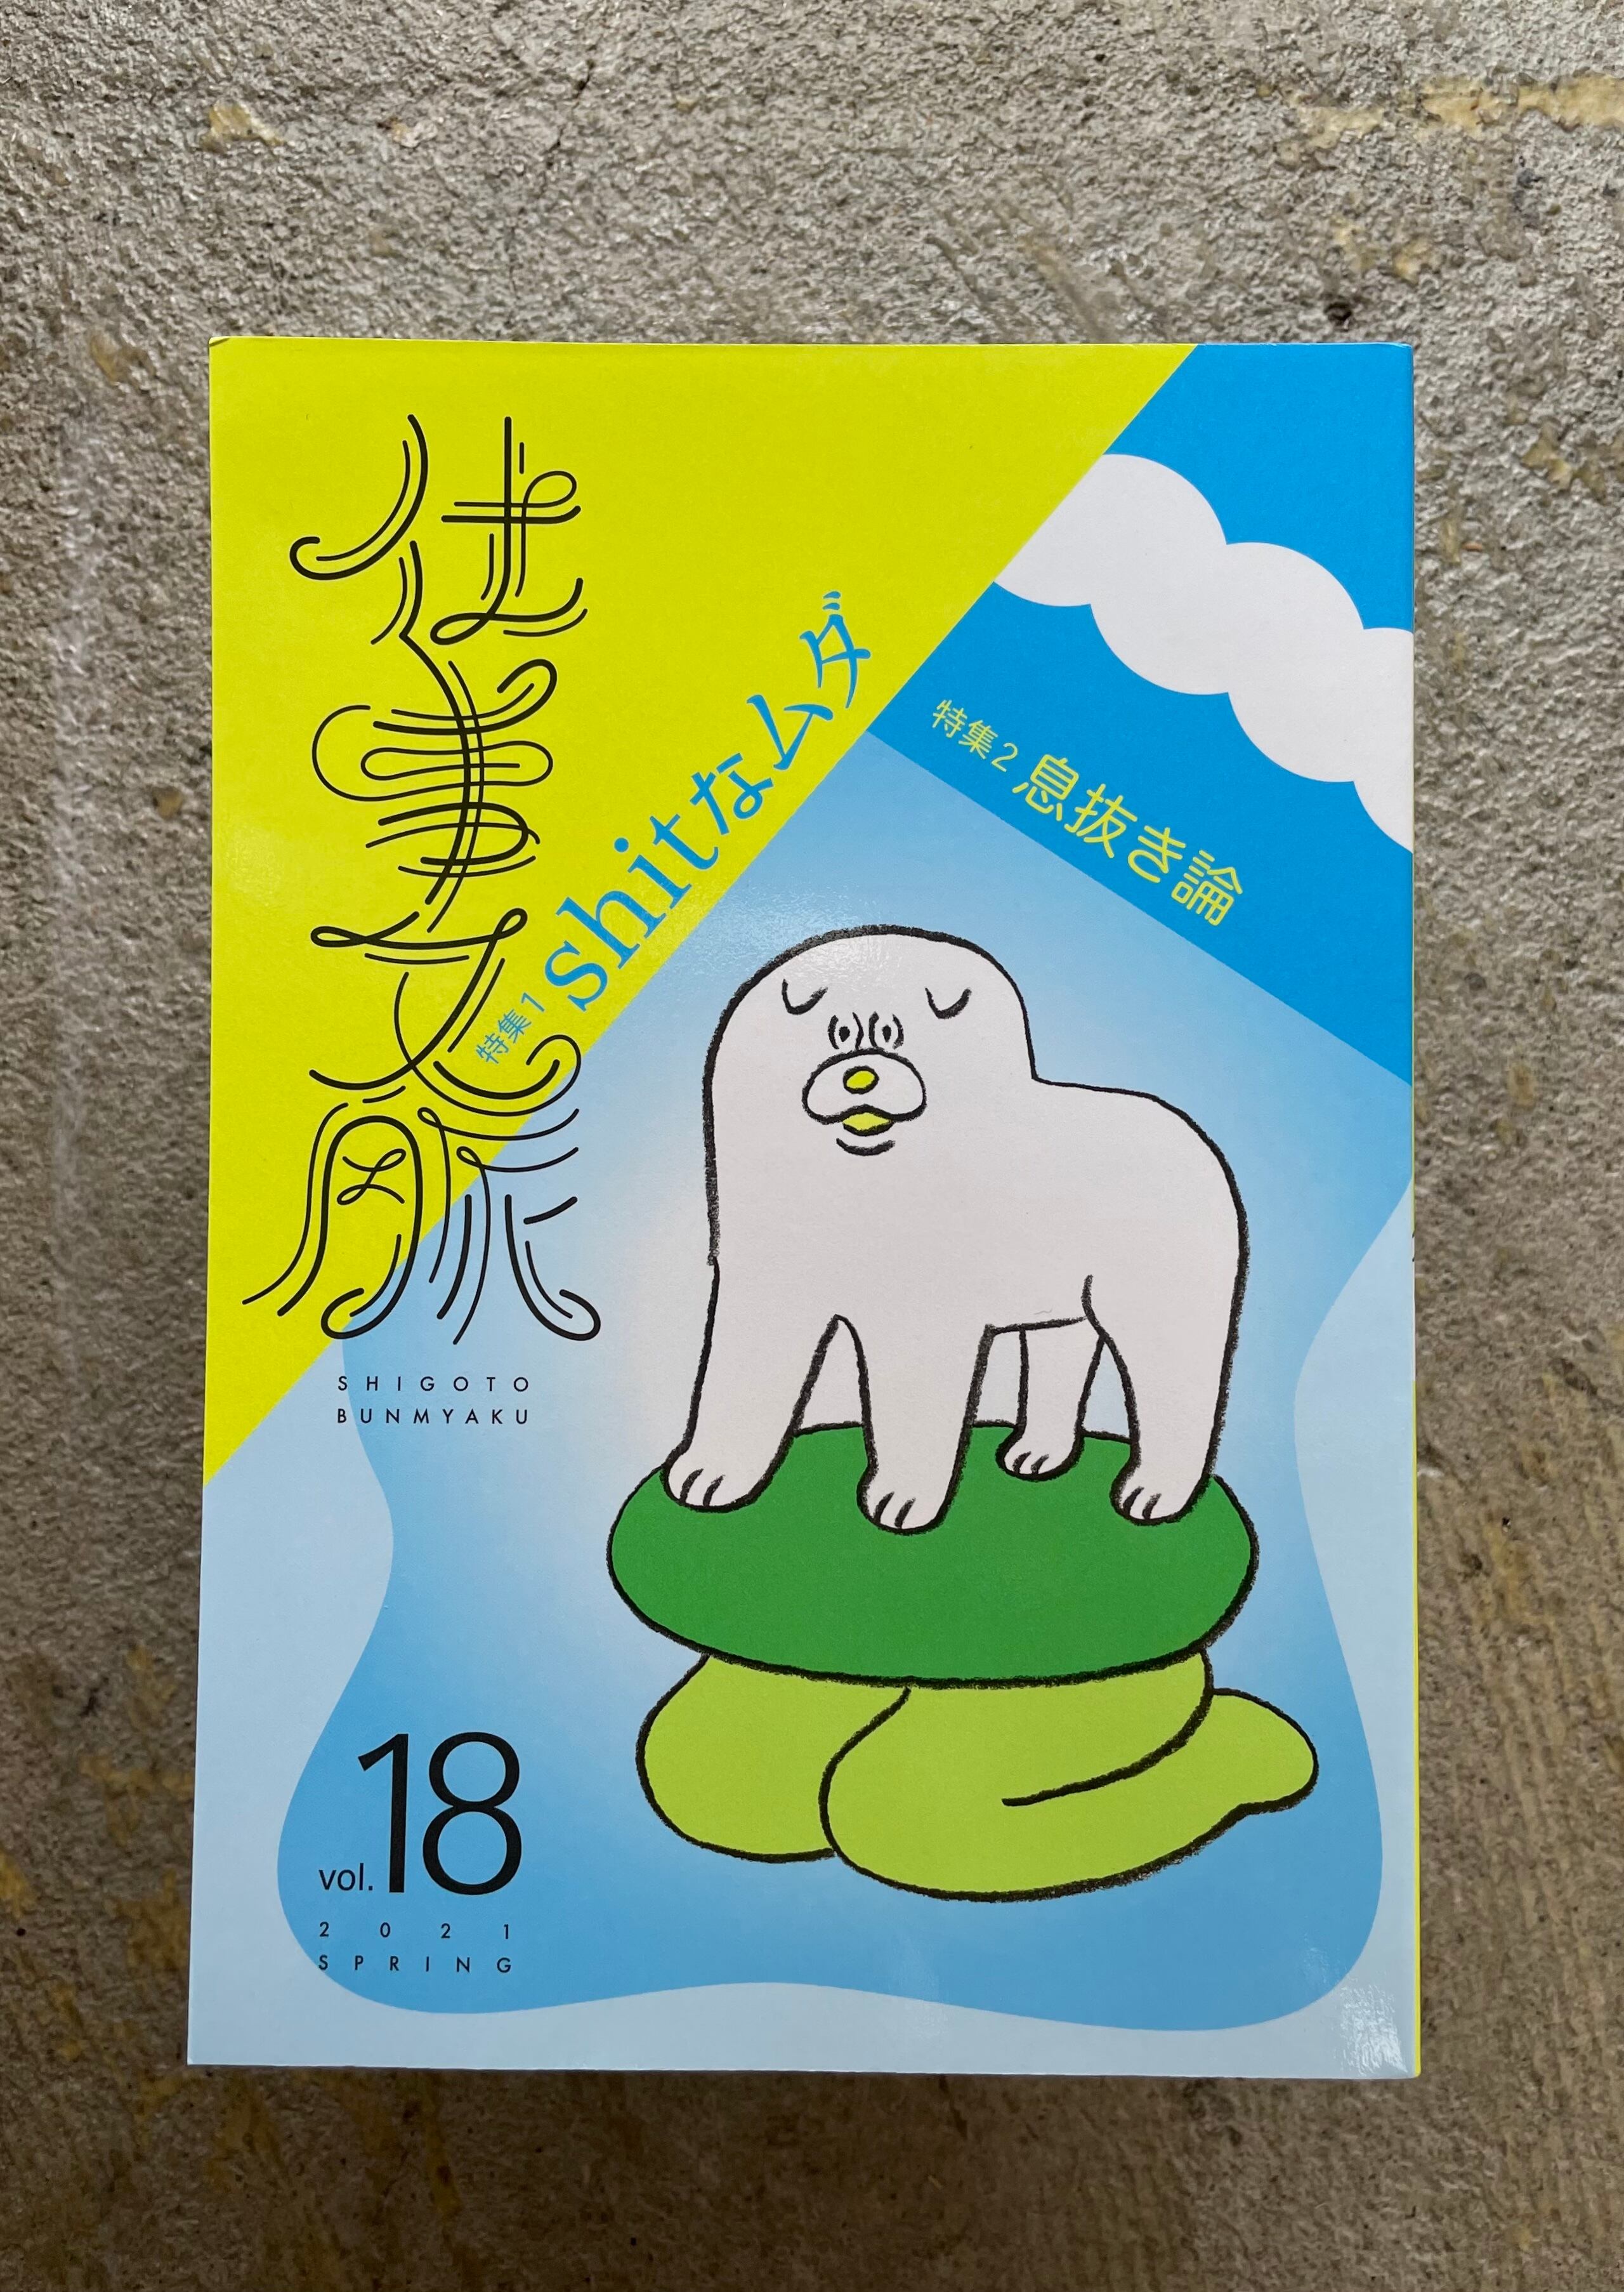 仕事文脈
SHIGOTO
BUNMYAKU
特集1 shitなムダ
特集2 息抜き論
vol.18
2021
SPRING